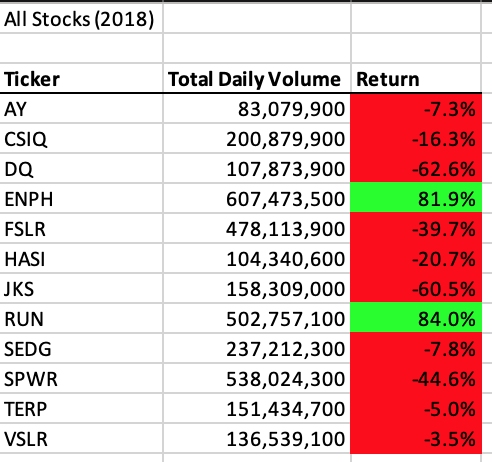 All Stocks (2018)
Ticker Total Daily Volume Return
AY 83,079,900 -7.3%
CSIQ 200,879,900 -16.3%
DQ 107,873,900 -62.6%
ENPH 607,473,500 81.9%
FSLR 478,113,900 -39.7%
HASI 104,340,600 -20.7%
JKS 158,309,000 -60.5%
RUN 502,757,100 84.0%
SEDG 237,212,300 -7.8%
SPWR 538,024,300 -44.6%
TERP 151,434,700 -5.0%
VSLR 136,539,100 -3.5%